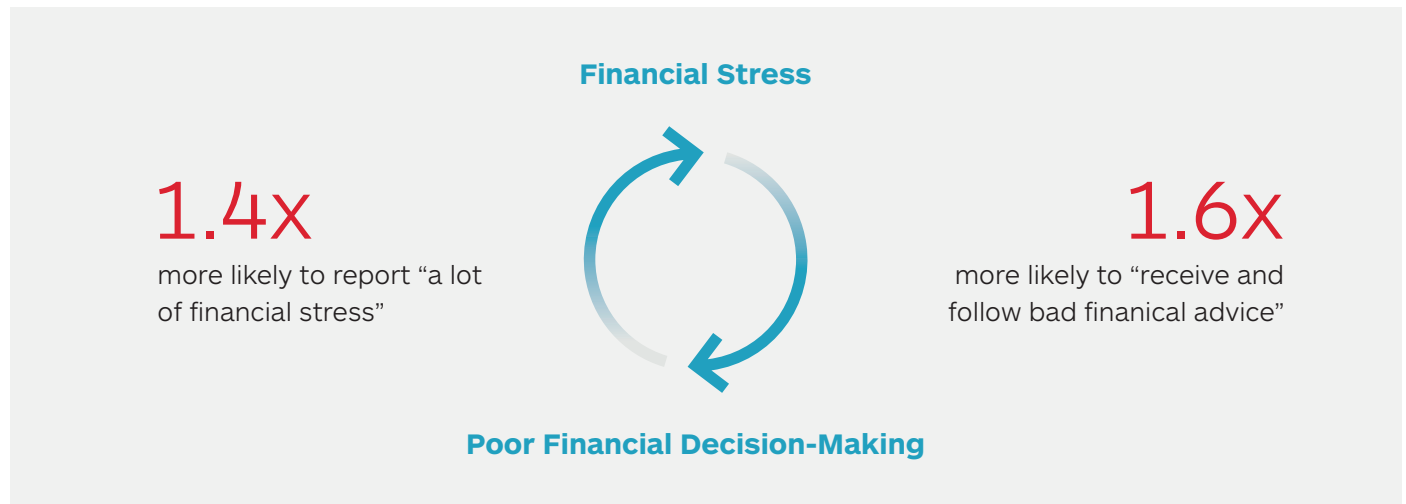 Financial Stress
1.4x
more likely to report “a lot
of financial stress”
1.6x
more likely to “receive and
follow bad finanical advice”
Poor Financial Decision-Making